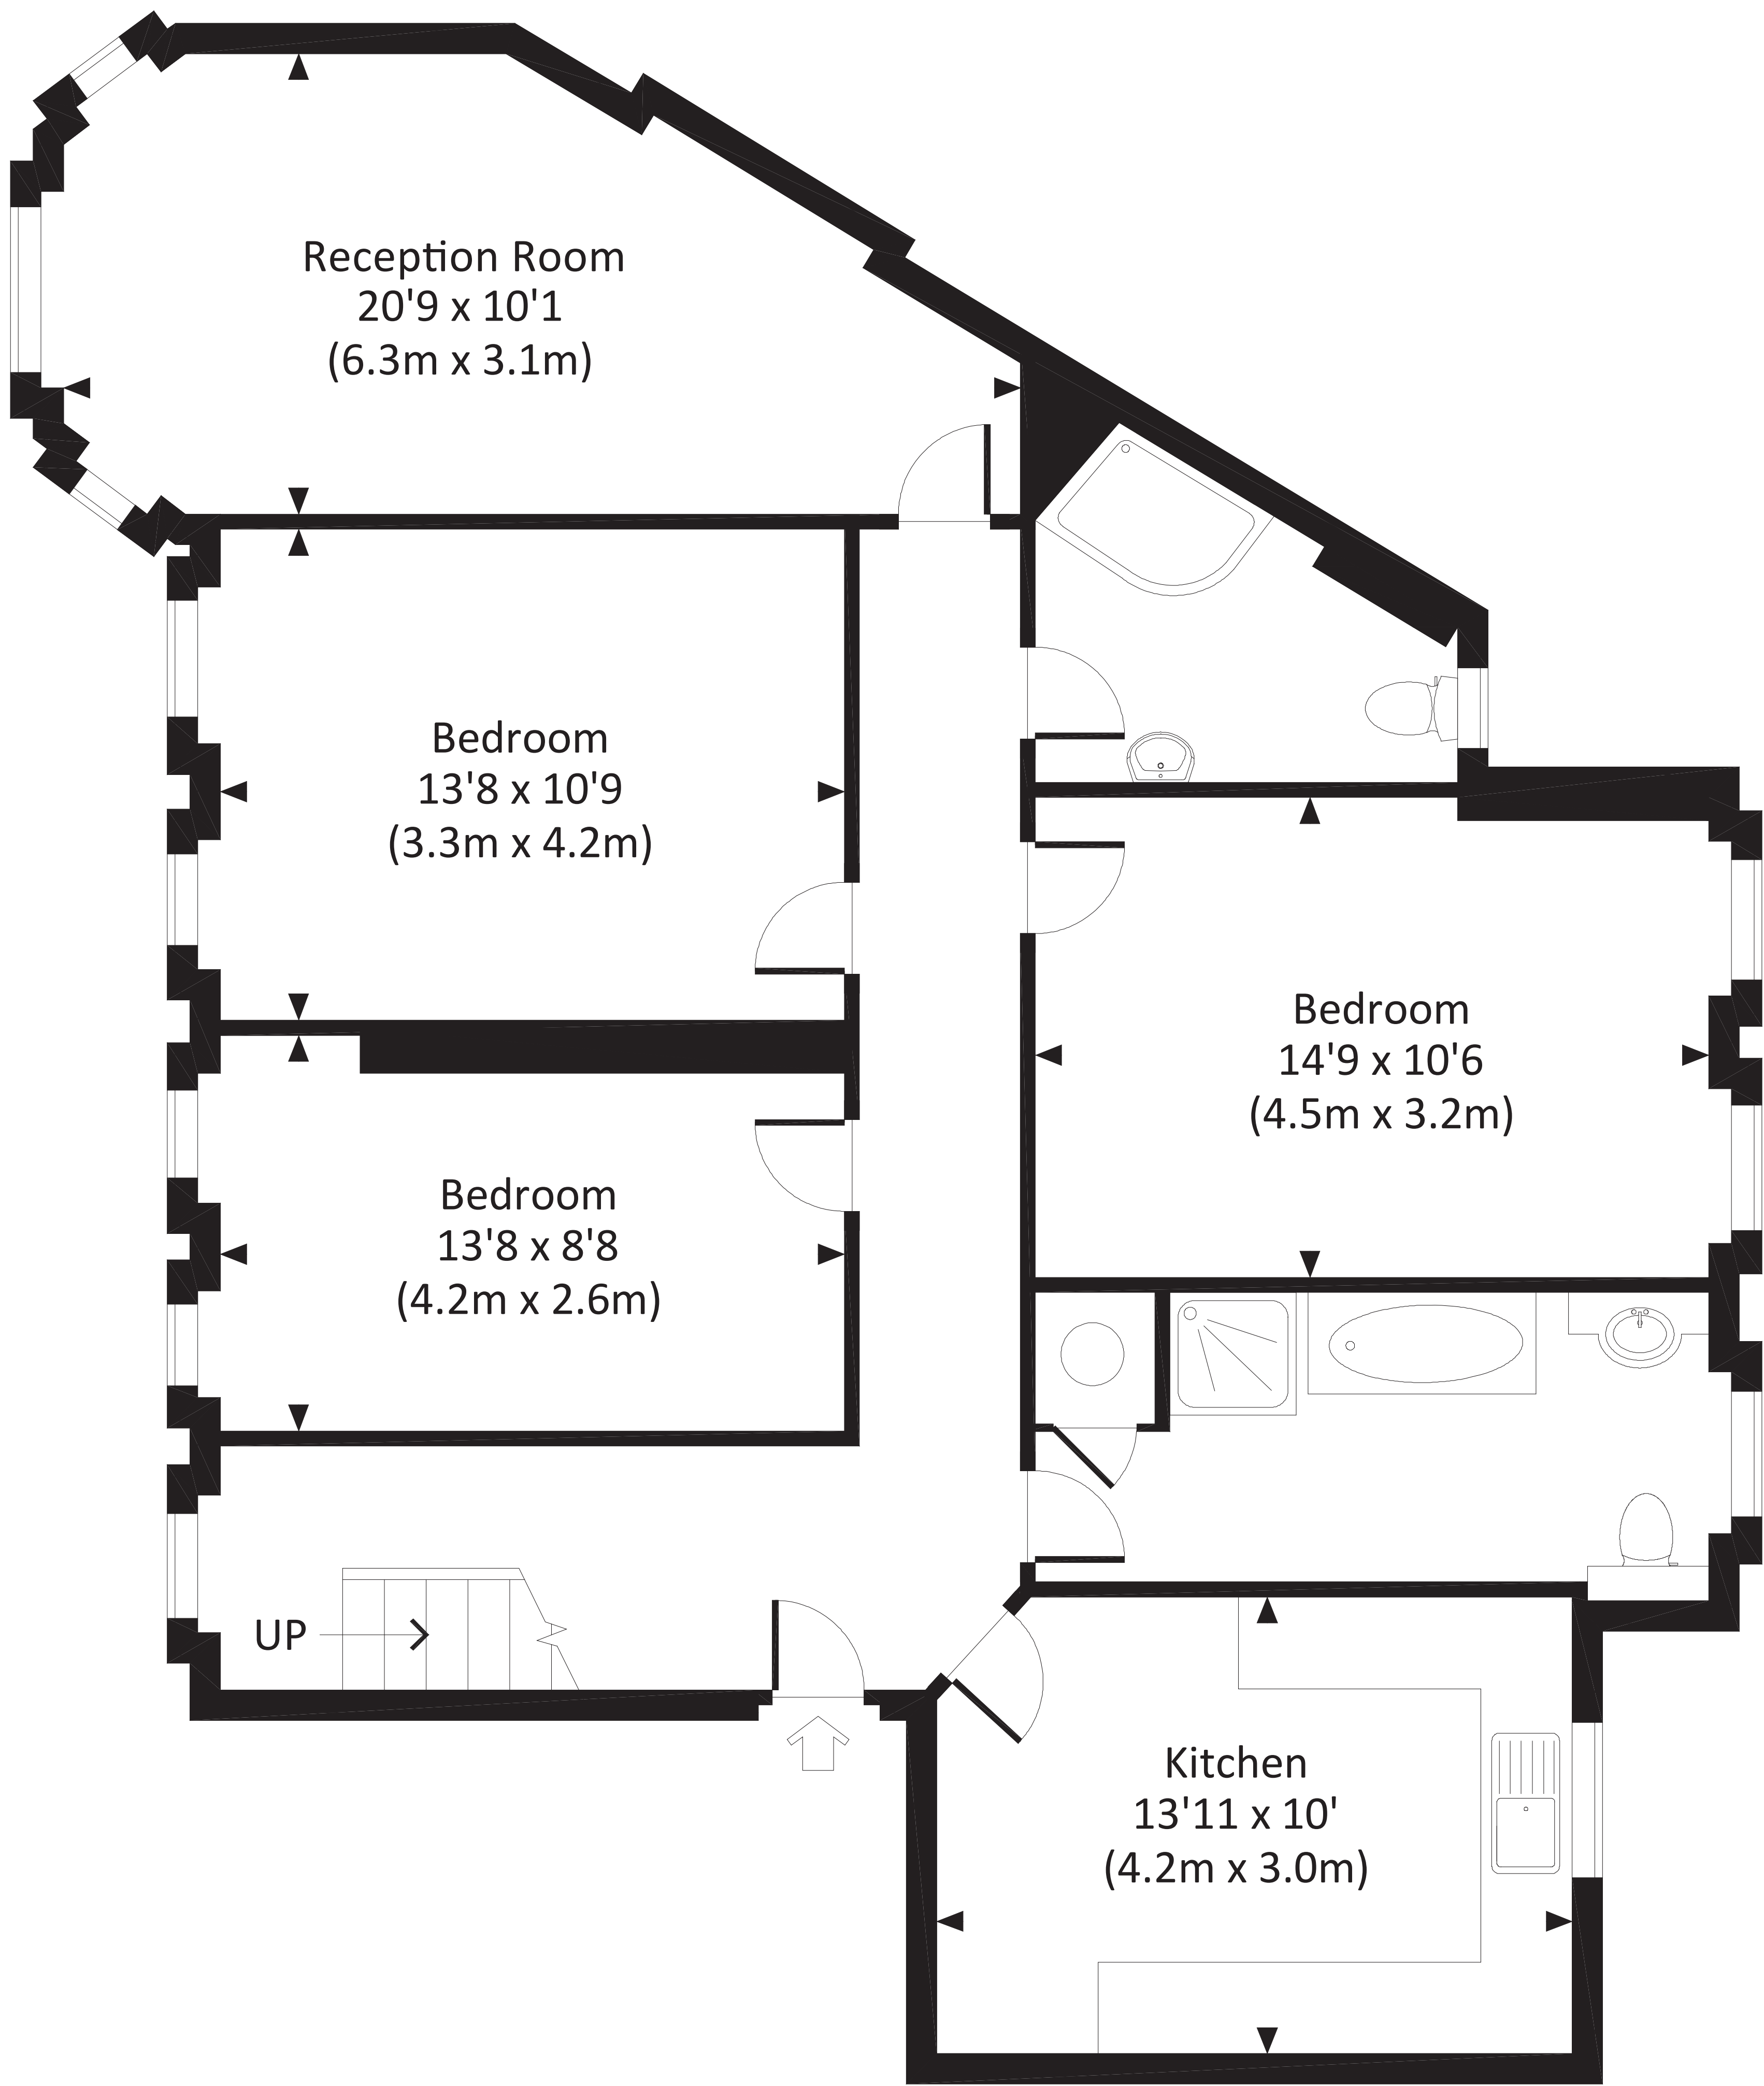 Reception Room
20'9 x 10'1
(6.3m x 3.1m)
Bedroom
13'8 x 10'9
(3.3m x 4.2m)
Bedroom
14'9 x 10'6
(4.5m x 3.2m)
Bedroom
13'8 x 8'8
(4.2m x 2.6m)
UP
Kitchen
13'11 x 10'
(4.2m x 3.0m)